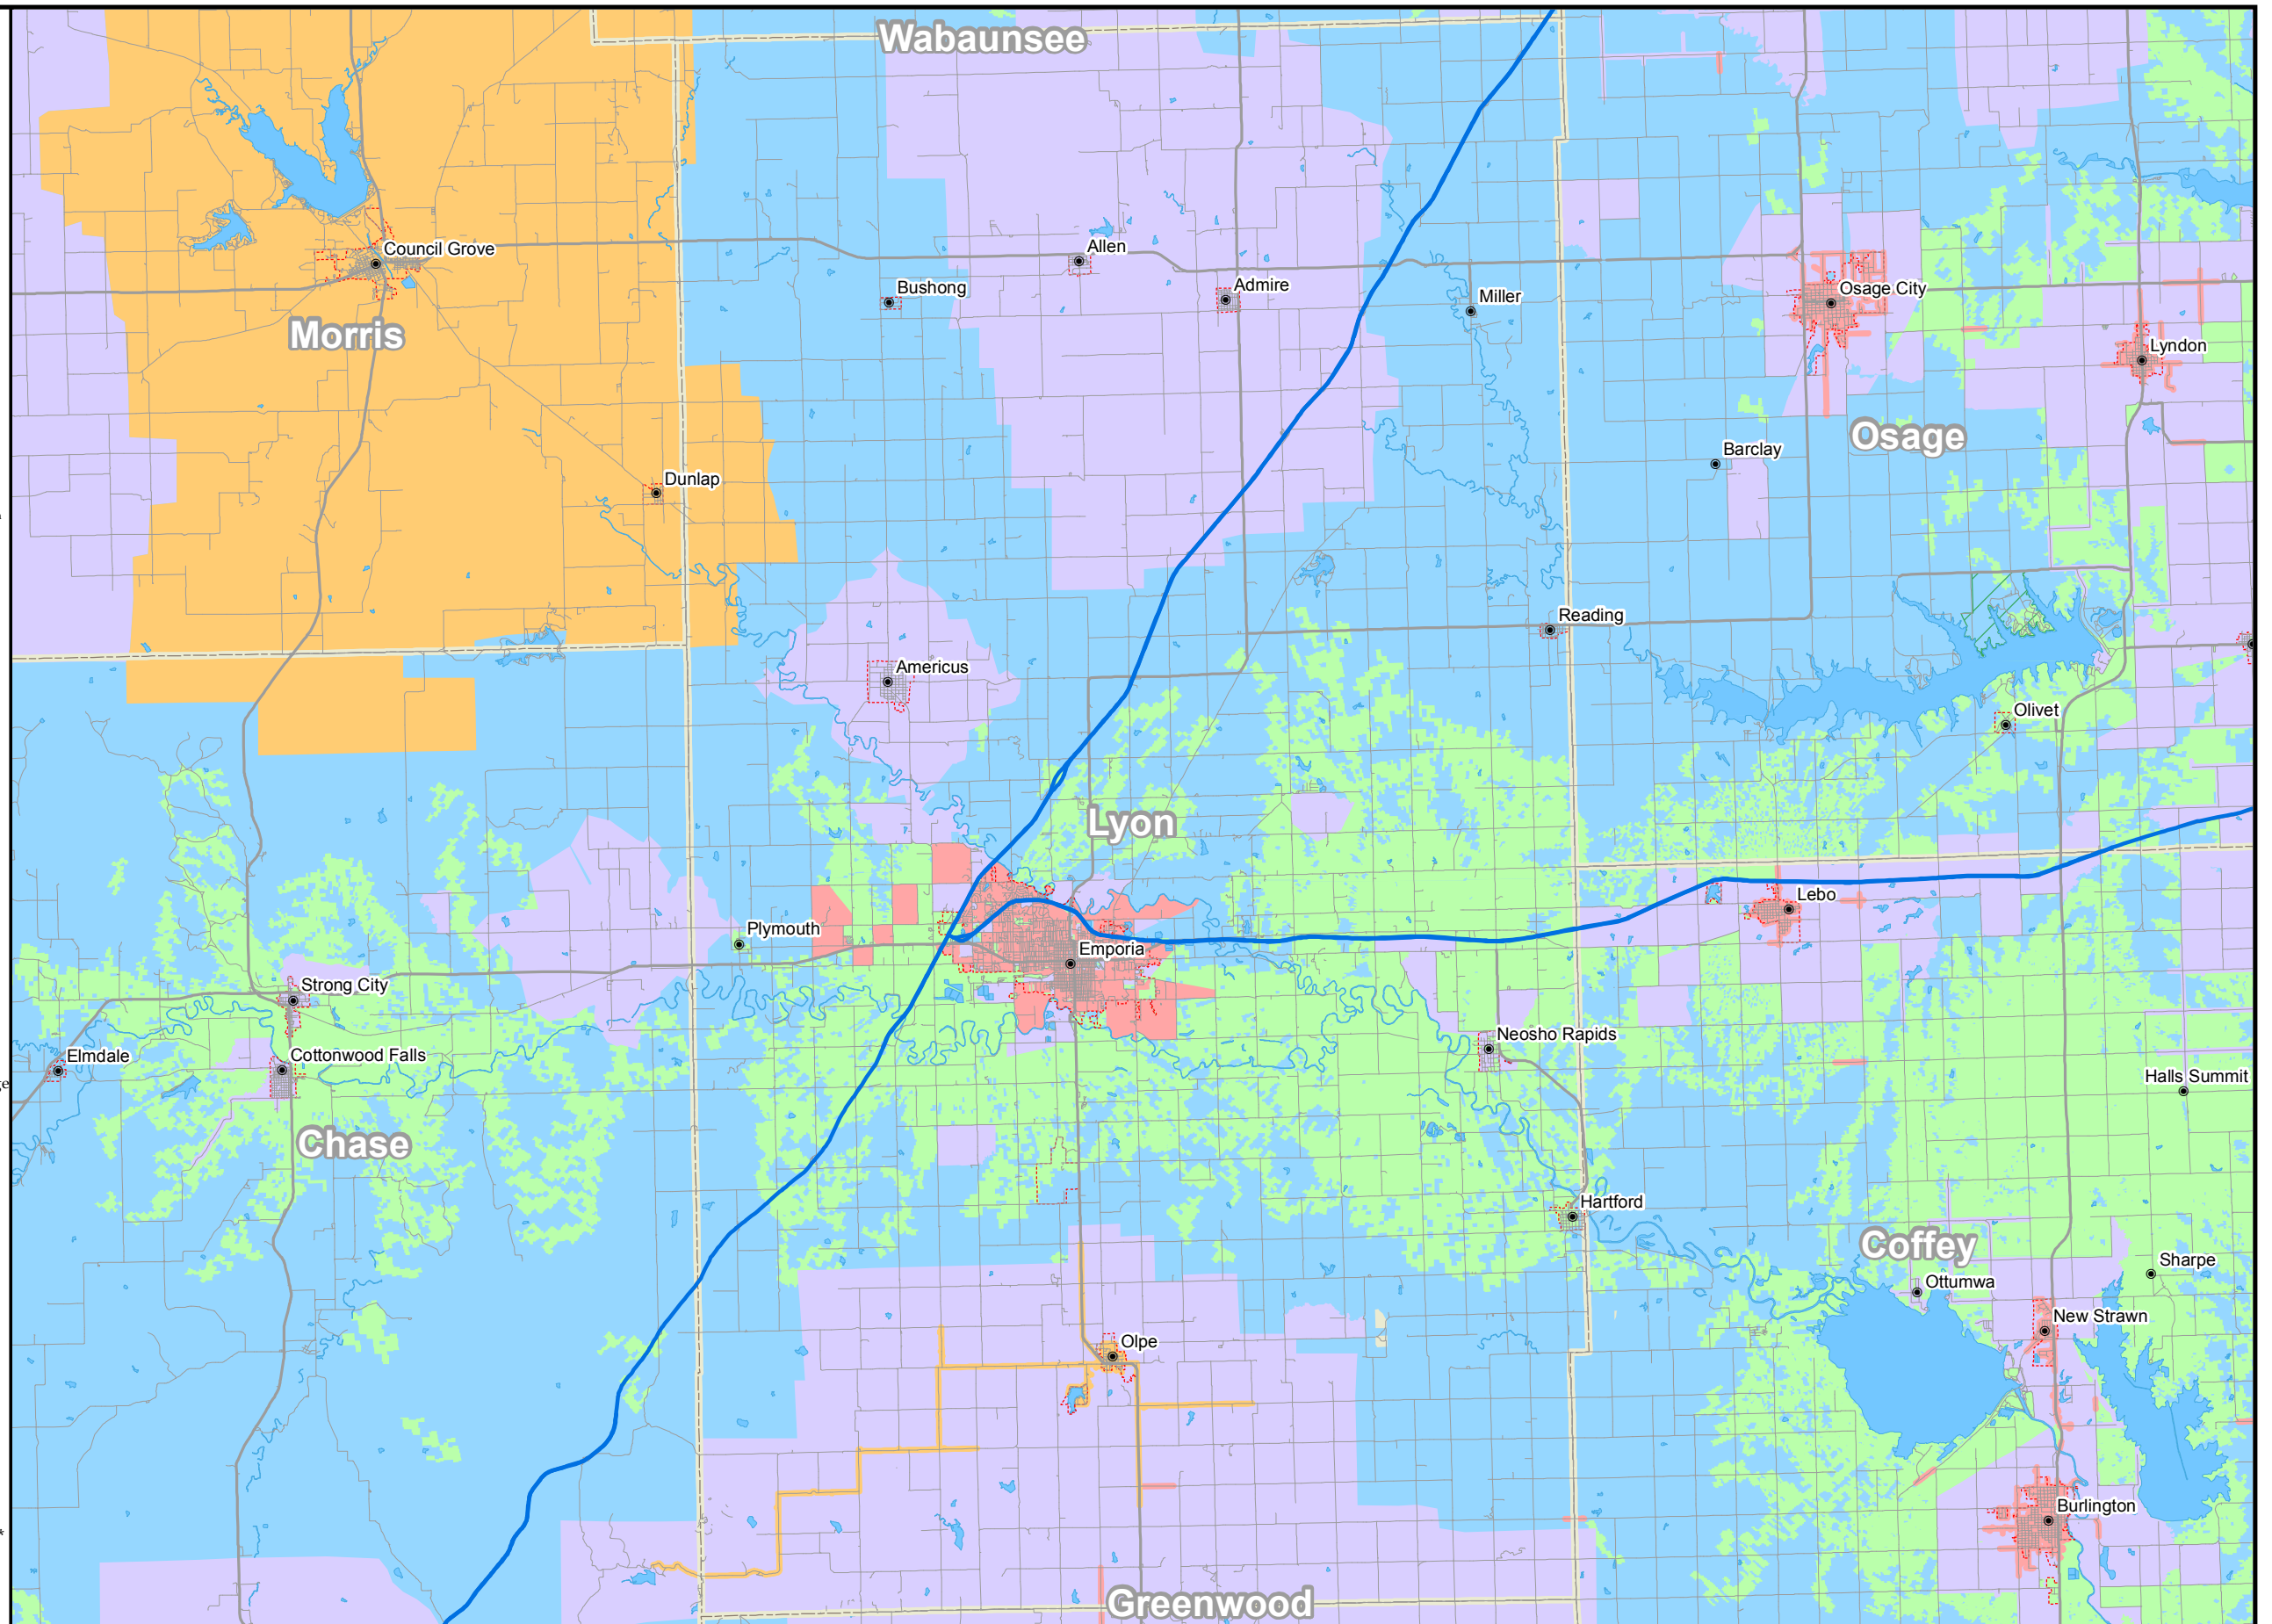 Wabaunsee
Council Grove
Allen
Bushong
Admire
Miller
Osage City
Morris
Lyndon
Osage
Barclay
Dunlap
Reading
Americus
Olivet
Lyon
Lebo
Plymouth
Emporia
Strong City
Neosho Rapids
Elmdale
Cottonwood Falls
Halls Summit
ge
Chase
Hartford
Coffey
Sharpe
Ottumwa
New Strawn
Olpe
Burlington
*
Greenwood